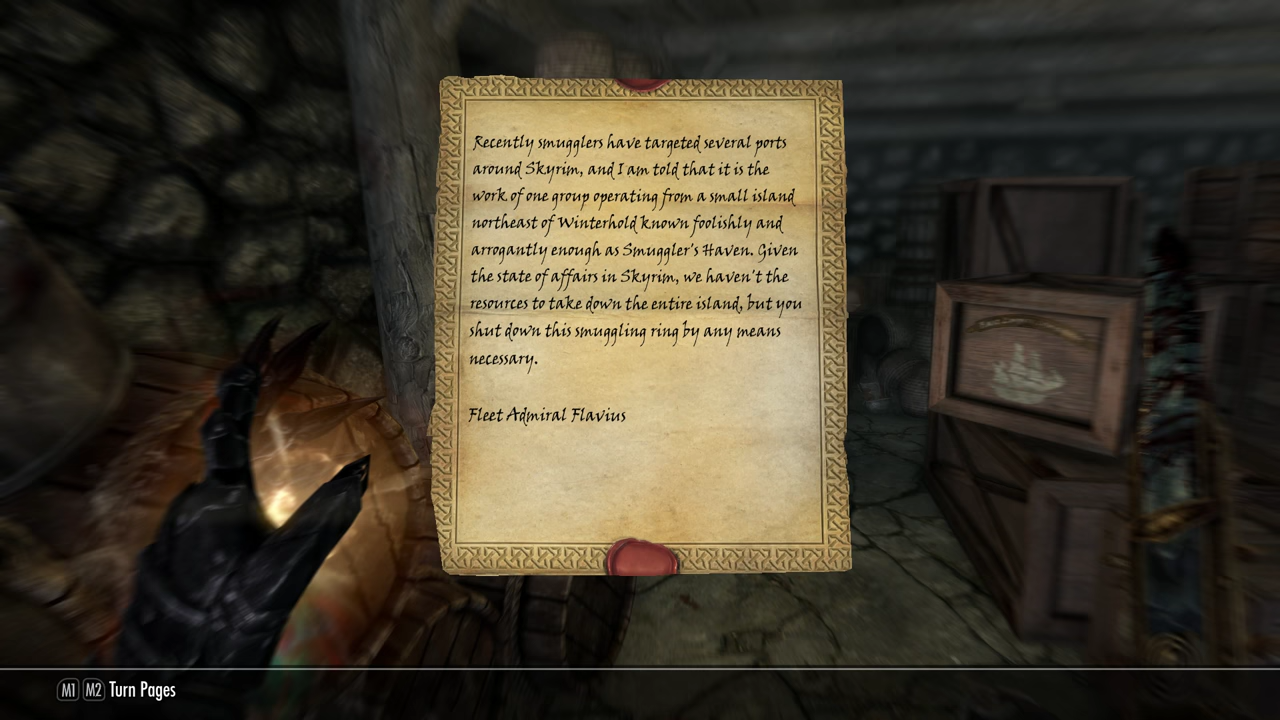 Recently smugglers have targeted several ports
around Skyrim, and I am told that it is the
work of one group operating from a small island
northeast of Winterhold known foolishly and
arrogantly enough as Smuggler's Haven. Given
the state of affairs in Skyrim, we haven't the
resources to take down the entire island, but you
shut down this smuggling ring by any means
necessary.
Fleet Admiral Flavius
M1 M2 Turn Pages